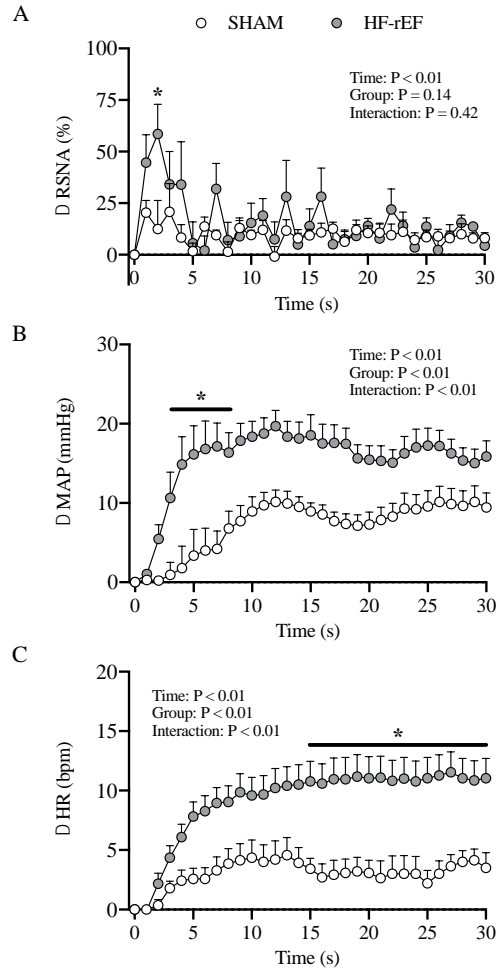 A
SHAM HF-rEF
100
75
50
25
0
D RSNA (%)
*
Time: P < 0.01
Group: P = 0.14
Interaction: P = 0.42
0 5 10 15 20 25 30
Time (s)
B
30
20
10
0
D MAP (mmHg)
*
Time: P < 0.01
Group: P < 0.01
Interaction: P < 0.01
0 5 10 15 20 25 30
Time (s)
C
20
15
10
5
0
D HR (bpm)
Time: P < 0.01
Group: P < 0.01
Interaction: P < 0.01
*
0 5 10 15 20 25 30
Time (s)